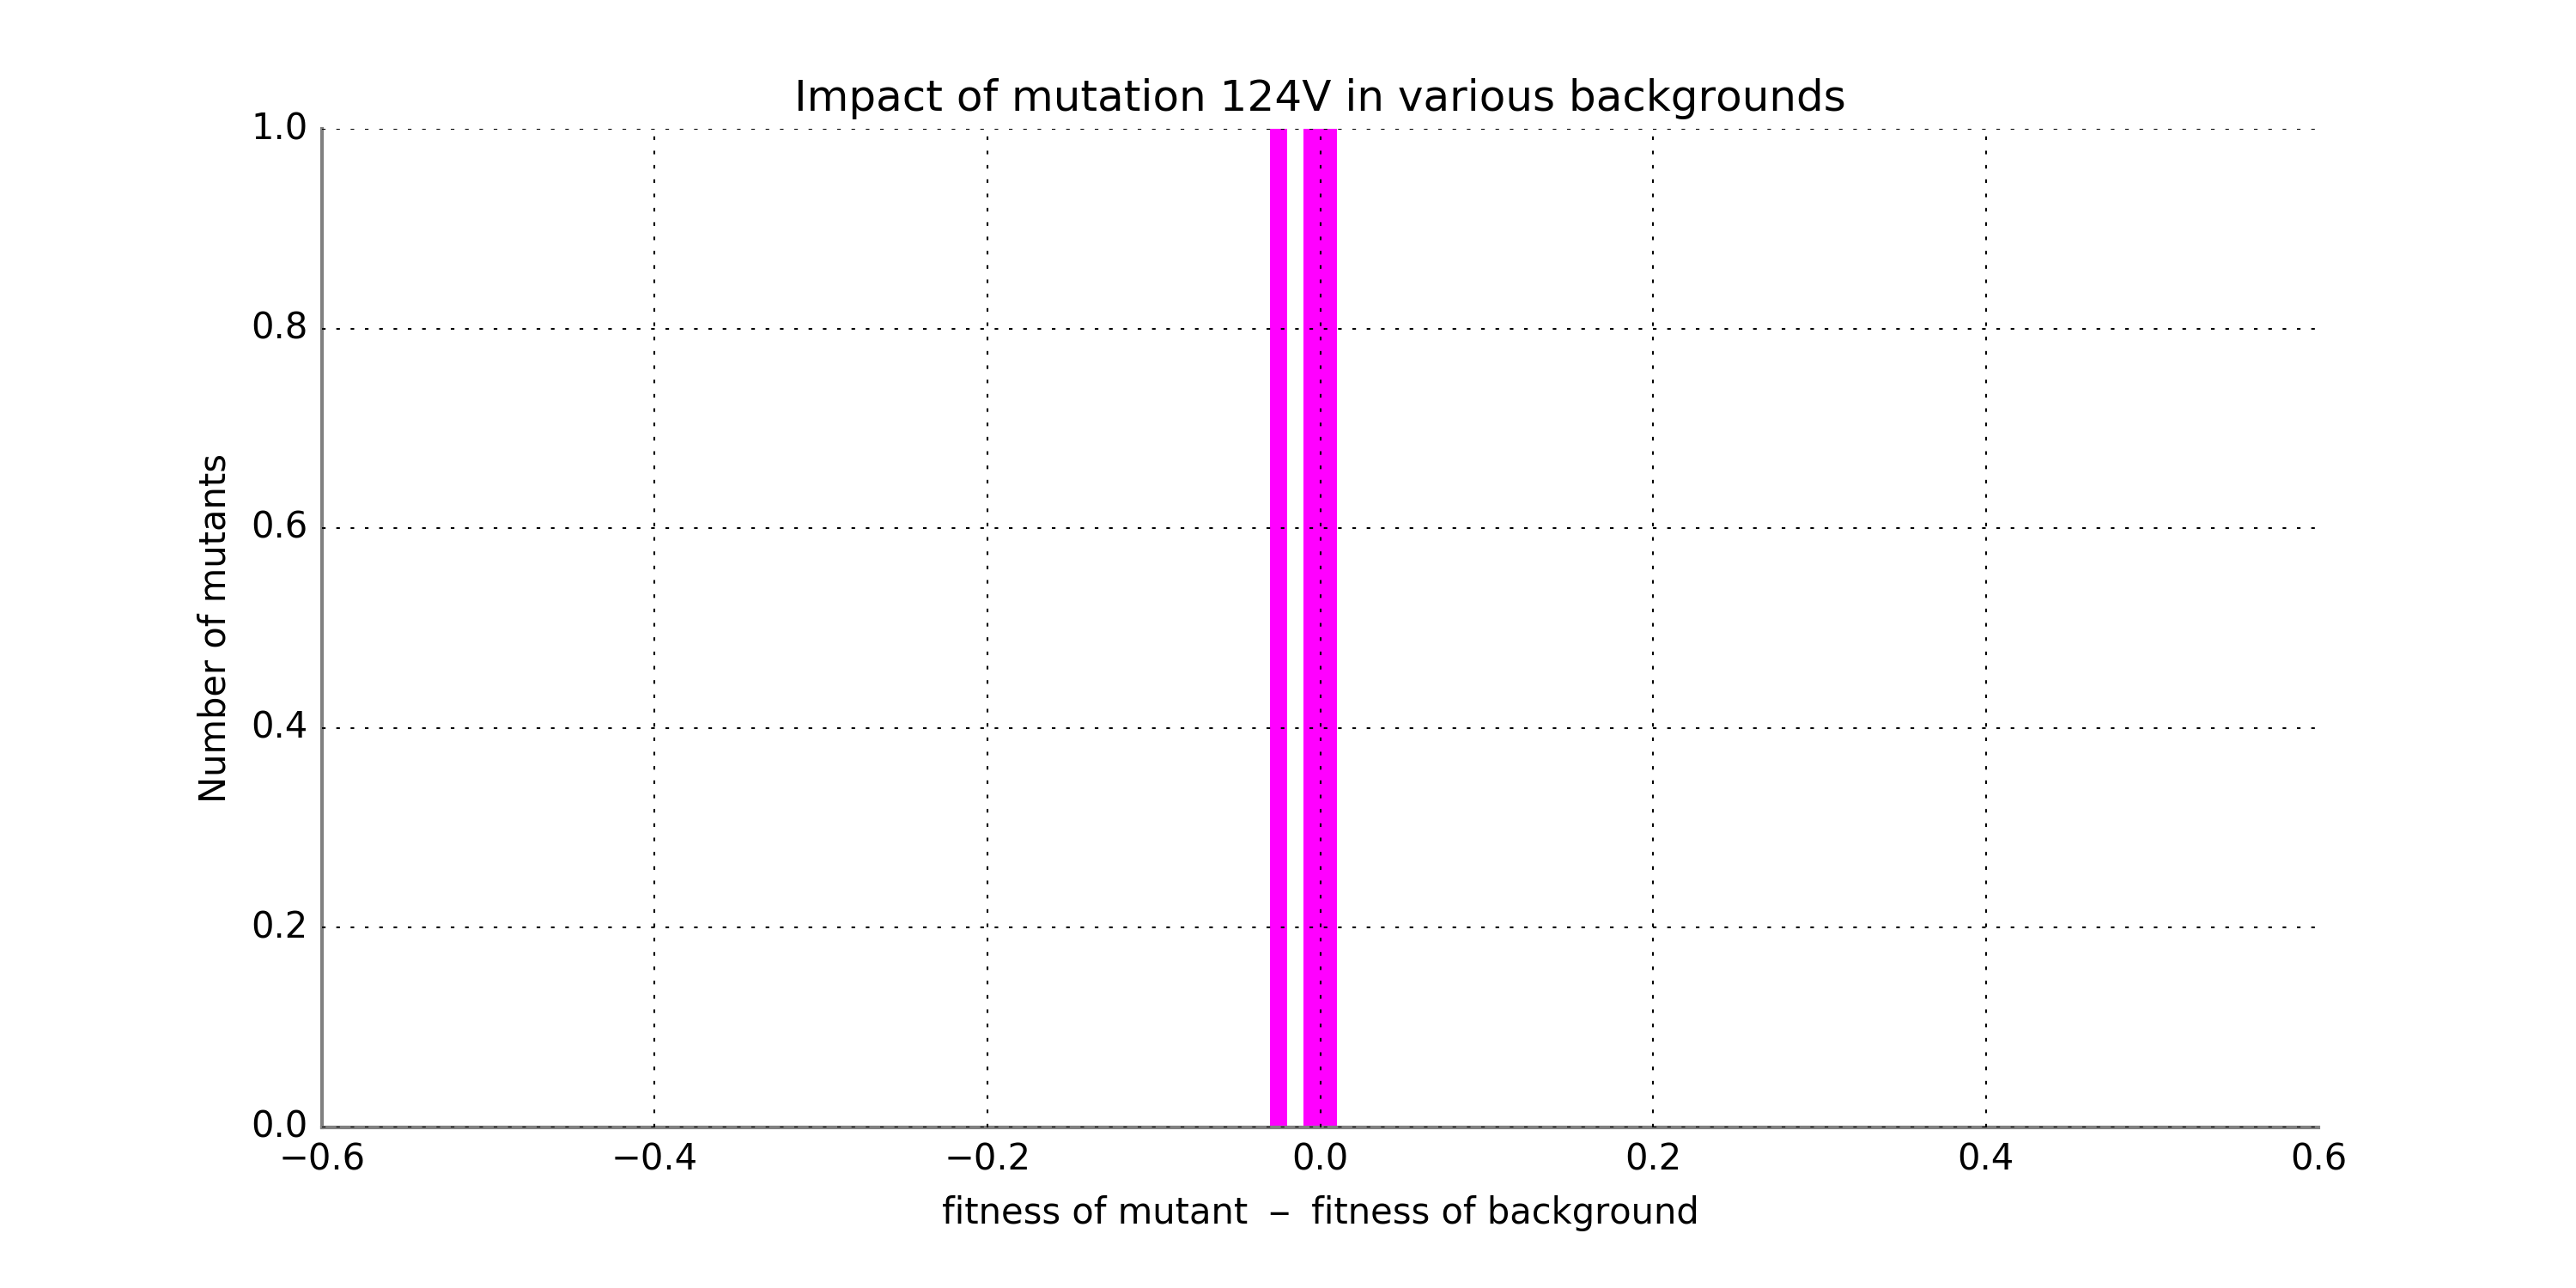 Impact of mutation 124V in various backgrounds
1.0
0.8
0.6
0.4
0.2
0.0
Number of mutants
−0.6 −0.4 −0.2 0.0 0.2 0.4 0.6
fitness of mutant − fitness of background